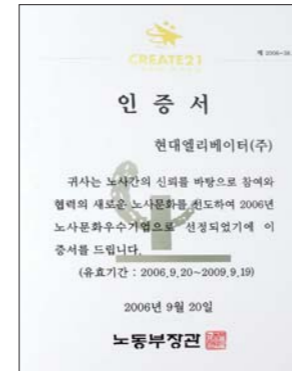 CREATE21
제 2006-
인증서
현대엘리베이터(주)
귀사는 노사간의 신뢰를 바탕으로 참여와
협력의 새로운 노사문화를 선도하여 2006년
노사문화우수기업으로 선정되었기에 이
증서를 드립니다.
(유효기간 : 2006.9.20~2009.9.19)
2006년 9월 20일
노동부장관